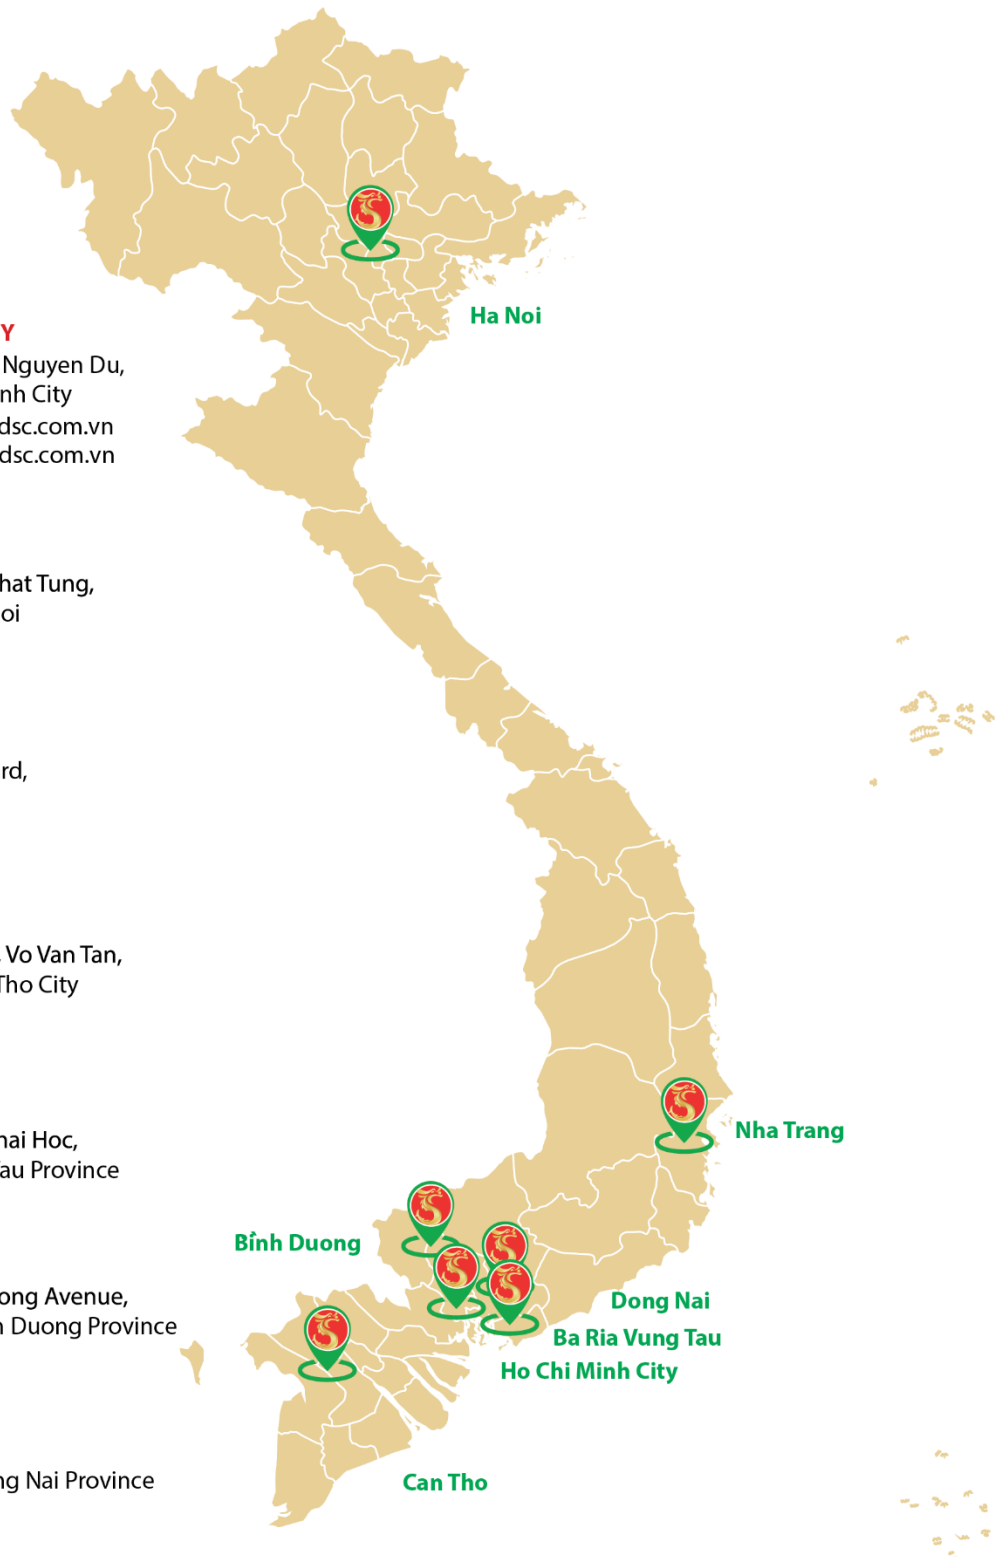 Y
Nguyen Du,
nh City
dsc.com.vn
dsc.com.vn
hat Tung,
oi
rd,
Vo Van Tan,
Tho City
hai Hoc,
au Province
ong Avenue,
n Duong Province
ng Nai Province
Ha Noi
Nha Trang
Bỉnh Duong
Dong Nai
Ba Ria Vung Tau
Ho Chi Minh City
Can Tho